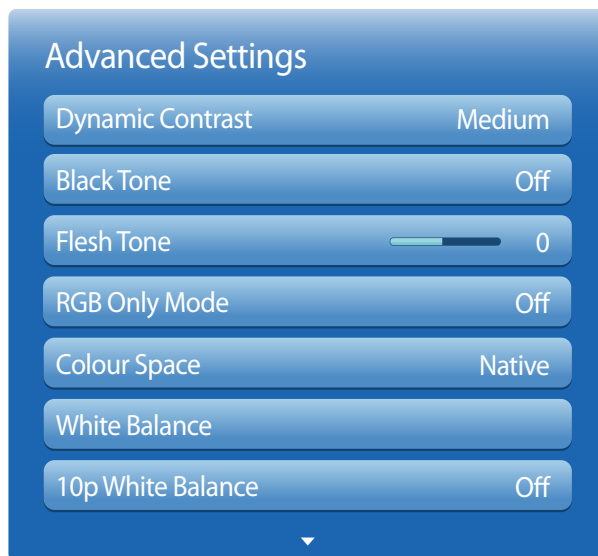 Advanced Settings
Dynamic Contrast Medium
Black Tone Off
Flesh Tone 0
RGB Only Mode Off
Colour Space Native
White Balance
10p White Balance Off